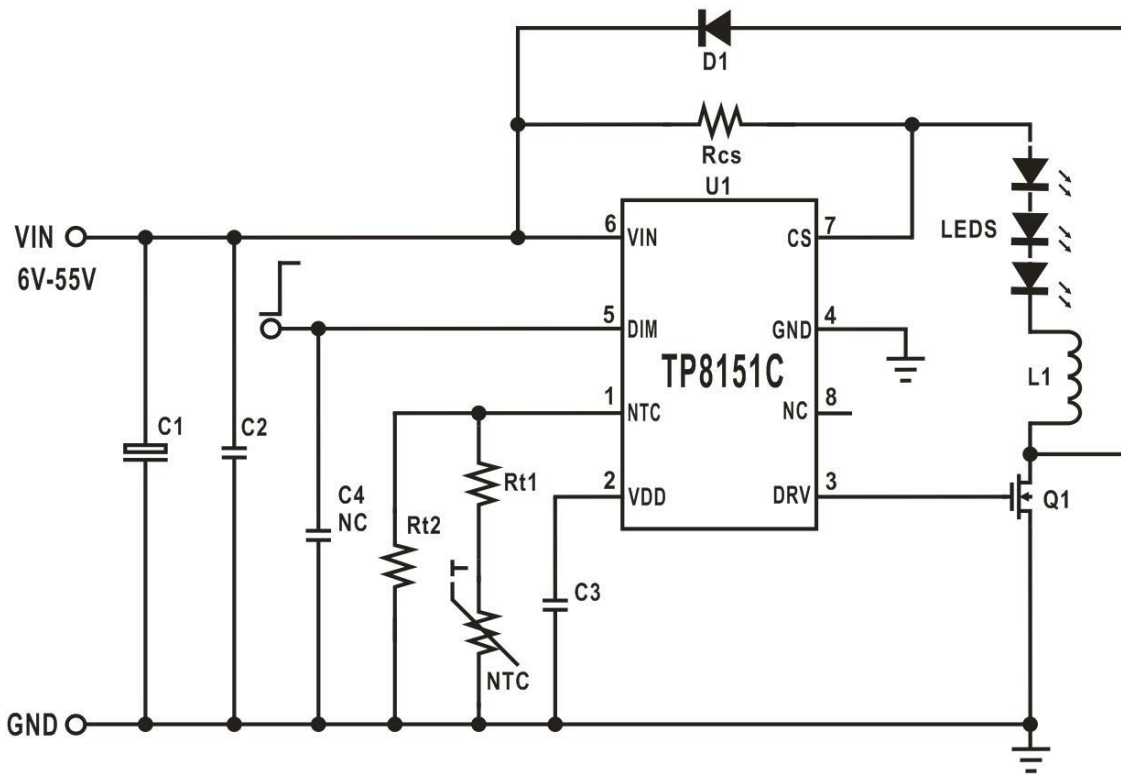 D1
Rcs
U1
VIN
6V-55V
6
VIN
CS
7
LEDS
5
DIM
GND
4
TP8151C
L1
1
NTC
NC
8
C1
C2
C4
NC
Rt2
Rt1
2
VDD
DRV
3
Q1
T
C3
NTC
GND